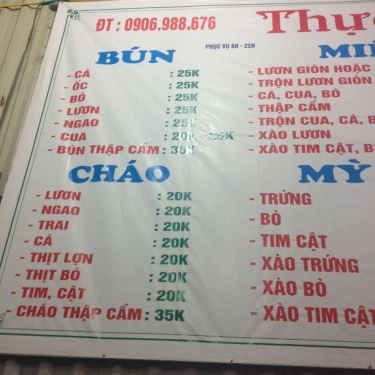 ĐT : 0906.988.676
PHỤC VỤ 6H - 22H
BÚN
- CÁ : 25K
- ỐC : 25K
- BÒ : 25K
- LƯƠN : 25K
- NGAO : 25K
- CUA : 20K - 25K
- BÚN THẬP CẨM : 35K
CHÁO
- LƯƠN : 20K
- NGAO : 20K
- TRAI : 20K
- CÁ : 20K
- THỊT LỢN : 20K
- THỊT BÒ : 20K
- TIM, CẬT : 20K
- CHÁO THẬP CẨM : 35K
- LƯƠN GIÒN HOẶC
- TRỘN LƯƠN GIÒN
- CÁ, CUA, BÒ
- THẬP CẨM
- TRỘN CUA, CÁ, B
- XÀO LƯƠN
- XÀO TIM CẬT, B
MỲ
- TRỨNG
- BÒ
- TIM CẬT
- XÀO TRỨNG
- XÀO BÒ
- XÀO TIM CẬT